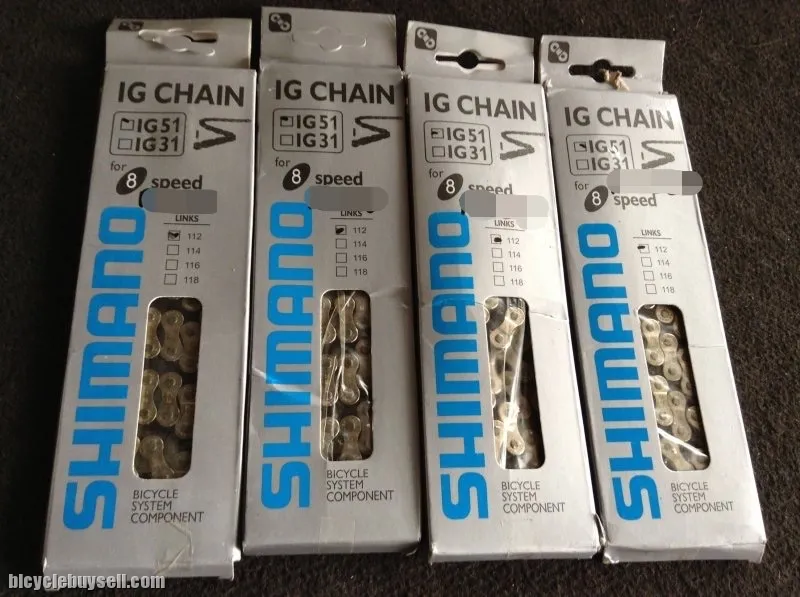 IG CHAIN
IG51
IG31
for
8 speed
LINKS
112
114
116
118
SHIMANO
BICYCLE
SYSTEM
COMPONENT
IG CHAIN
IG51
IG31
for
8 speed
LINKS
112
114
116
118
SHIMANO
BICYCLE
SYSTEM
COMPONENT
IG CHAIN
IG51
IG31
for
8 speed
LINKS
112
114
116
118
SHIMANO
BICYCLE
SYSTEM
COMPONENT
IG CHAIN
IG51
IG31
for
8 speed
LINKS
112
114
116
118
SHIMANO
BICYCLE
SYSTEM
COMPONENT
bicyclebuysell.com